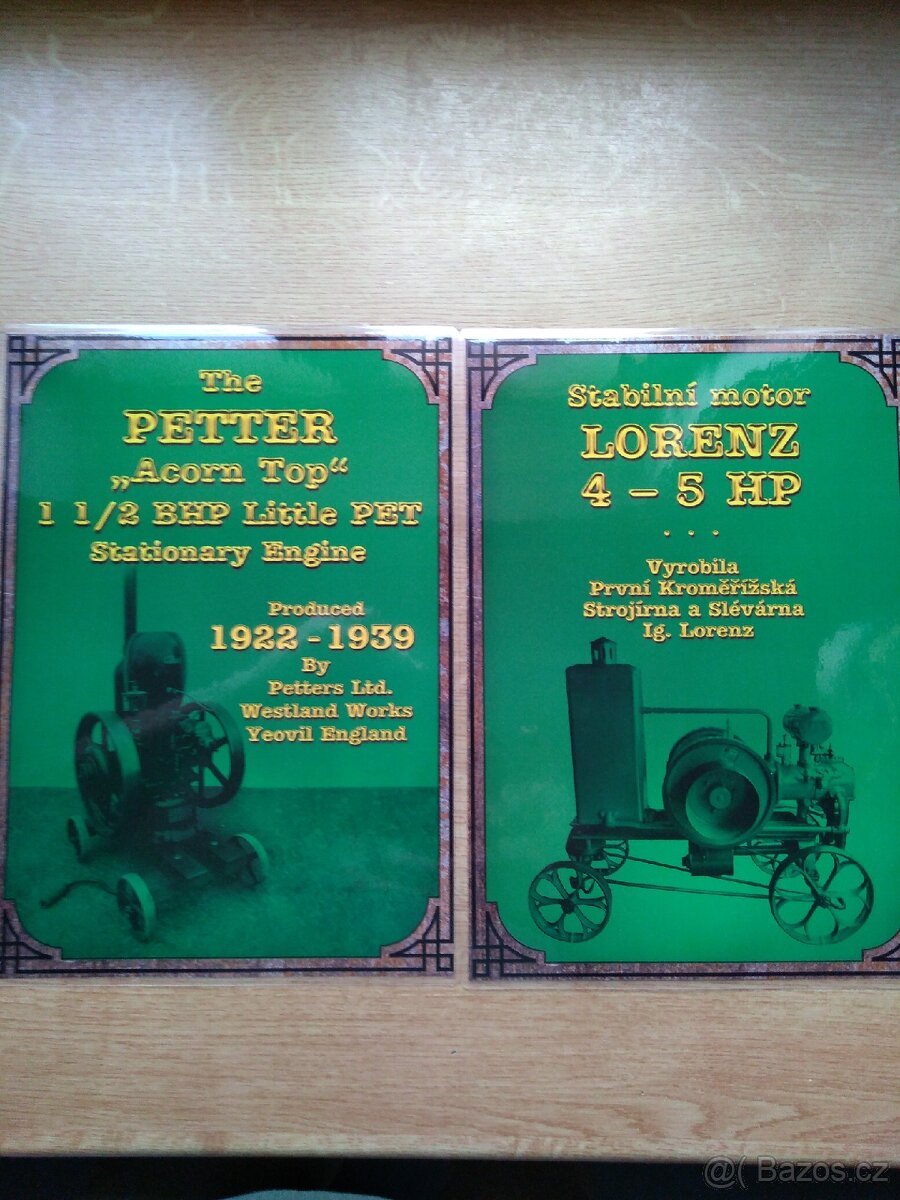 The
PETTER
„Acorn Top“
1 1/2 BHP Little PET
Stationary Engine
Produced
1922 - 1939
By
Petters Ltd.
Westland Works
Yeovil England
Stabilní motor
LORENZ
4 – 5 HP
. . .
Vyrobila
První Kroměřížská
Strojírna a Slévárna
Ig. Lorenz
@( Bazos.cz